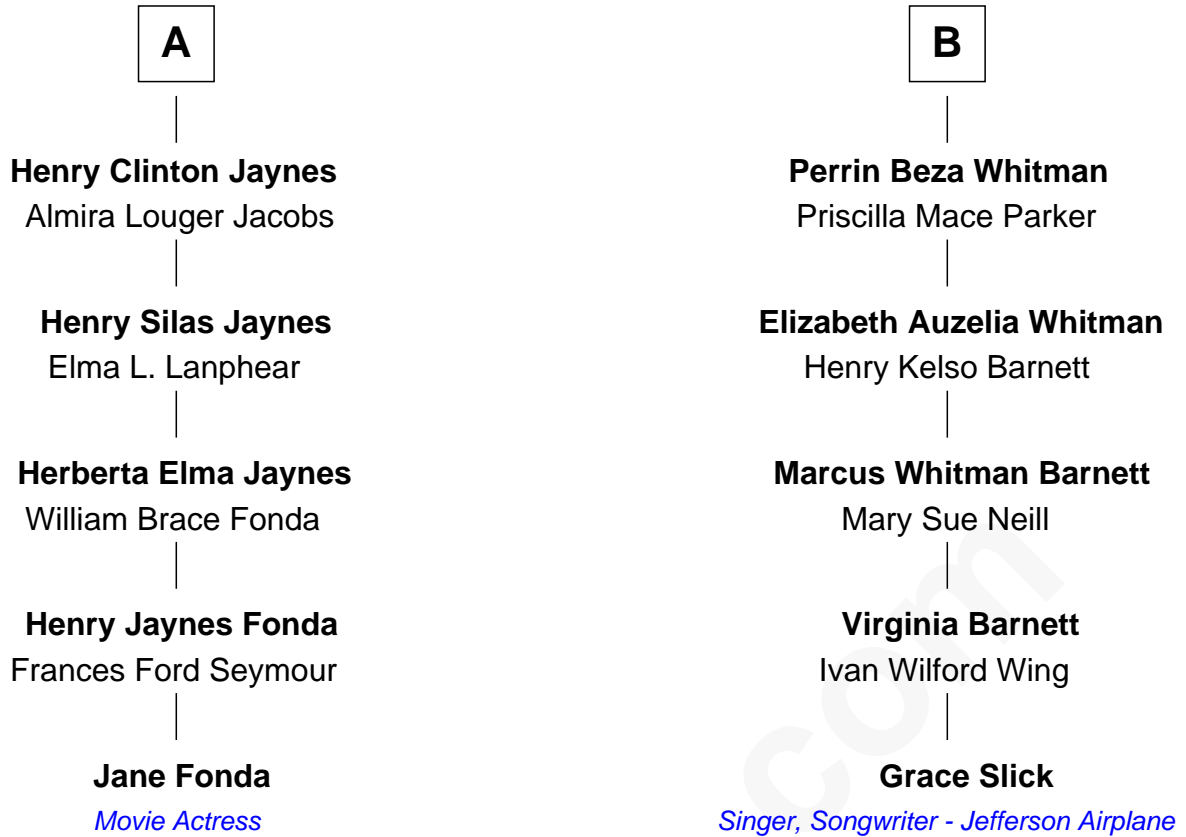 A
Henry Clinton Jaynes
Almira Louger Jacobs
Henry Silas Jaynes
Elma L. Lanphear
Herberta Elma Jaynes
William Brace Fonda
Henry Jaynes Fonda
Frances Ford Seymour
Jane Fonda
Movie Actress
B
Perrin Beza Whitman
Priscilla Mace Parker
Elizabeth Auzelia Whitman
Henry Kelso Barnett
Marcus Whitman Barnett
Mary Sue Neill
Virginia Barnett
Ivan Wilford Wing
Grace Slick
Singer, Songwriter - Jefferson Airplane
com